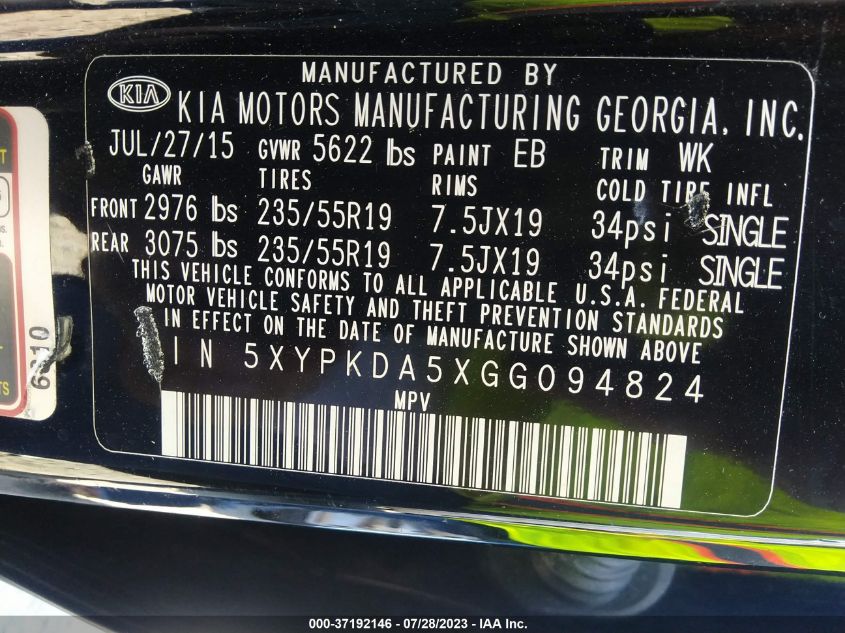 MANUFACTURED BY
KIA KIA MOTORS MANUFACTURING GEORGIA, INC.
JUL/27/15 GVWR 5622 lbs PAINT EB TRIM WK
GAWR TIRES RIMS COLD TIRE INFL
FRONT 2976 lbs 235/55R19 7.5JX19 34psi SINGLE
REAR 3075 lbs 235/55R19 7.5JX19 34psi SINGLE
THIS VEHICLE CONFORMS TO ALL APPLICABLE U.S.A. FEDERAL
MOTOR VEHICLE SAFETY AND THEFT PREVENTION STANDARDS
IN EFFECT ON THE DATE OF MANUFACTURE SHOWN ABOVE
IN 5XYPKDA5XGG094824
MPV
000-37192146 - 07/28/2023 - IAA Inc.